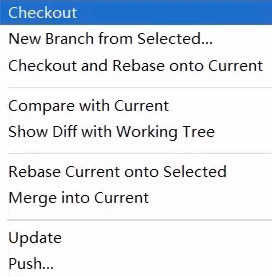 Checkout
New Branch from Selected...
Checkout and Rebase onto Current
Compare with Current
Show Diff with Working Tree
Rebase Current onto Selected
Merge into Current
Update
Push...